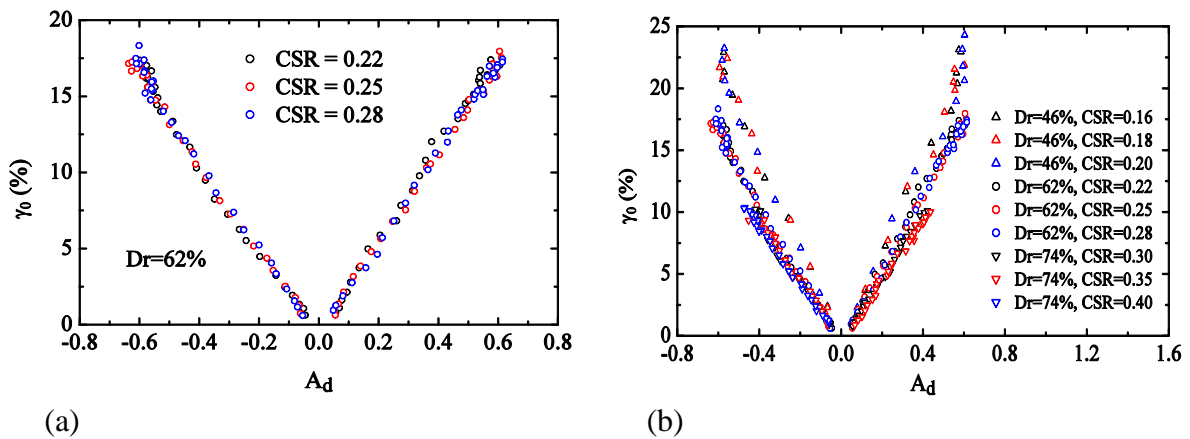 20
15
10
5
0
γ₀ (%)
CSR = 0.22
CSR = 0.25
CSR = 0.28
Dr=62%
-0.8 -0.6 -0.4 -0.2 0.0 0.2 0.4 0.6 0.8
A_d
(a)
25
20
15
10
5
0
γ₀ (%)
Dr=46%, CSR=0.16
Dr=46%, CSR=0.18
Dr=46%, CSR=0.20
Dr=62%, CSR=0.22
Dr=62%, CSR=0.25
Dr=62%, CSR=0.28
Dr=74%, CSR=0.30
Dr=74%, CSR=0.35
Dr=74%, CSR=0.40
-0.8 -0.4 0.0 0.4 0.8 1.2 1.6
A_d
(b)